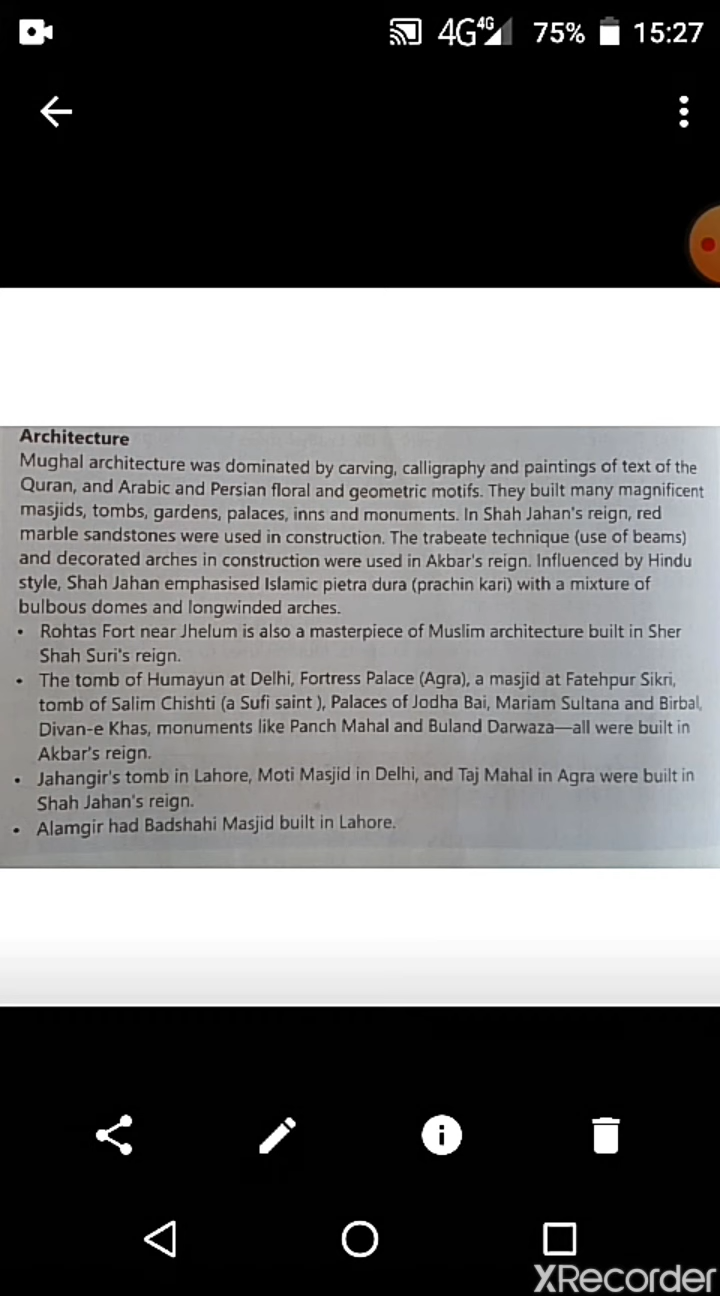 4G 4G 75% 15:27
Architecture
Mughal architecture was dominated by carving, calligraphy and paintings of text of the
Quran, and Arabic and Persian floral and geometric motifs. They built many magnificent
masjids, tombs, gardens, palaces, inns and monuments. In Shah Jahan's reign, red
marble sandstones were used in construction. The trabeate technique (use of beams)
and decorated arches in construction were used in Akbar's reign. Influenced by Hindu
style, Shah Jahan emphasised Islamic pietra dura (prachin kari) with a mixture of
bulbous domes and longwinded arches.
• Rohtas Fort near Jhelum is also a masterpiece of Muslim architecture built in Sher
Shah Suri's reign.
• The tomb of Humayun at Delhi, Fortress Palace (Agra), a masjid at Fatehpur Sikri,
tomb of Salim Chishti (a Sufi saint ), Palaces of Jodha Bai, Mariam Sultana and Birbal,
Divan-e Khas, monuments like Panch Mahal and Buland Darwaza—all were built in
Akbar's reign.
• Jahangir's tomb in Lahore, Moti Masjid in Delhi, and Taj Mahal in Agra were built in
Shah Jahan's reign.
• Alamgir had Badshahi Masjid built in Lahore.
XRecorder